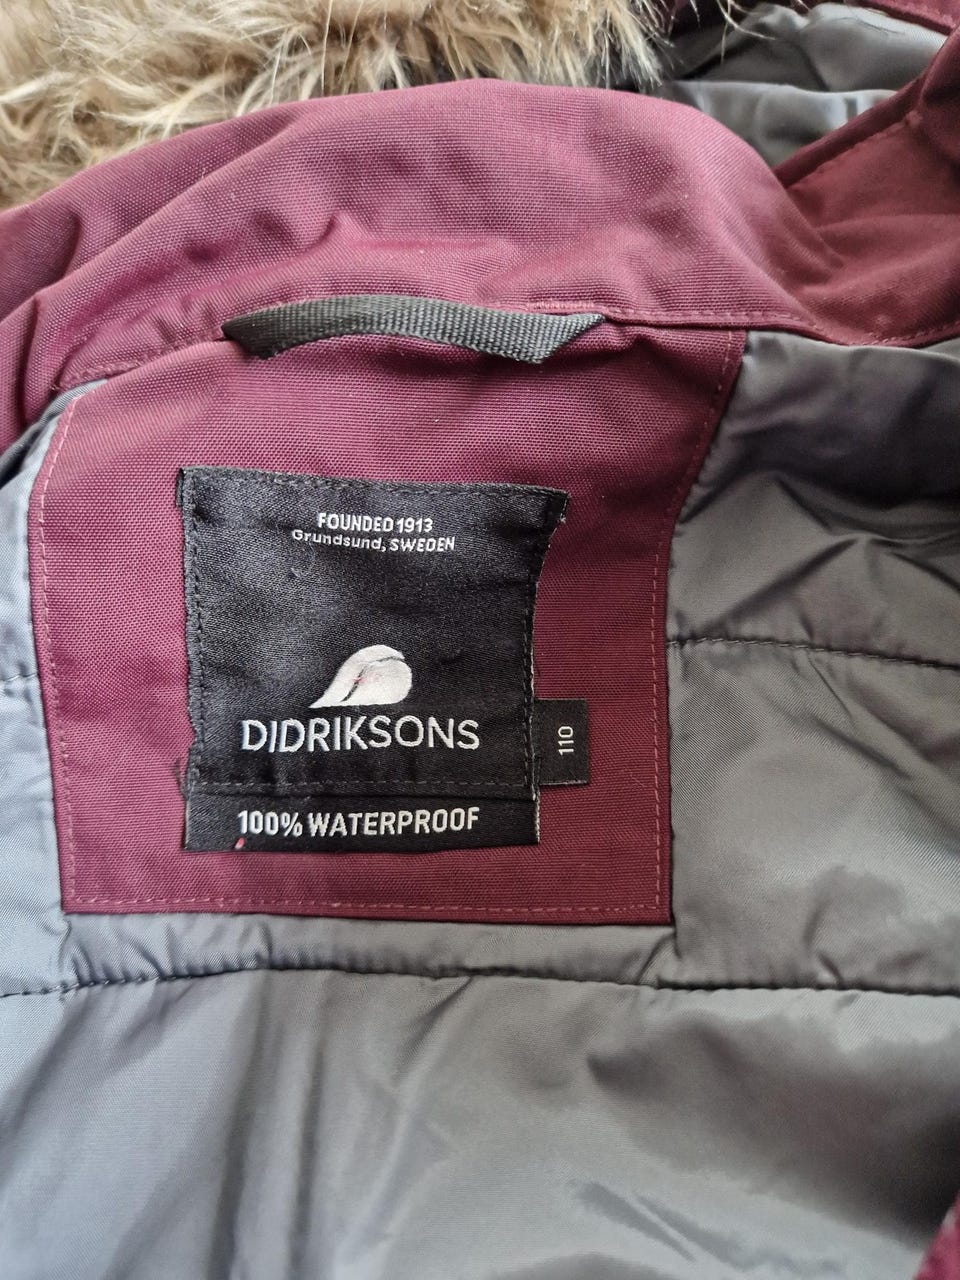 FOUNDED 1913
Grundsund, SWEDEN
DIDRIKSONS
110
100% WATERPROOF